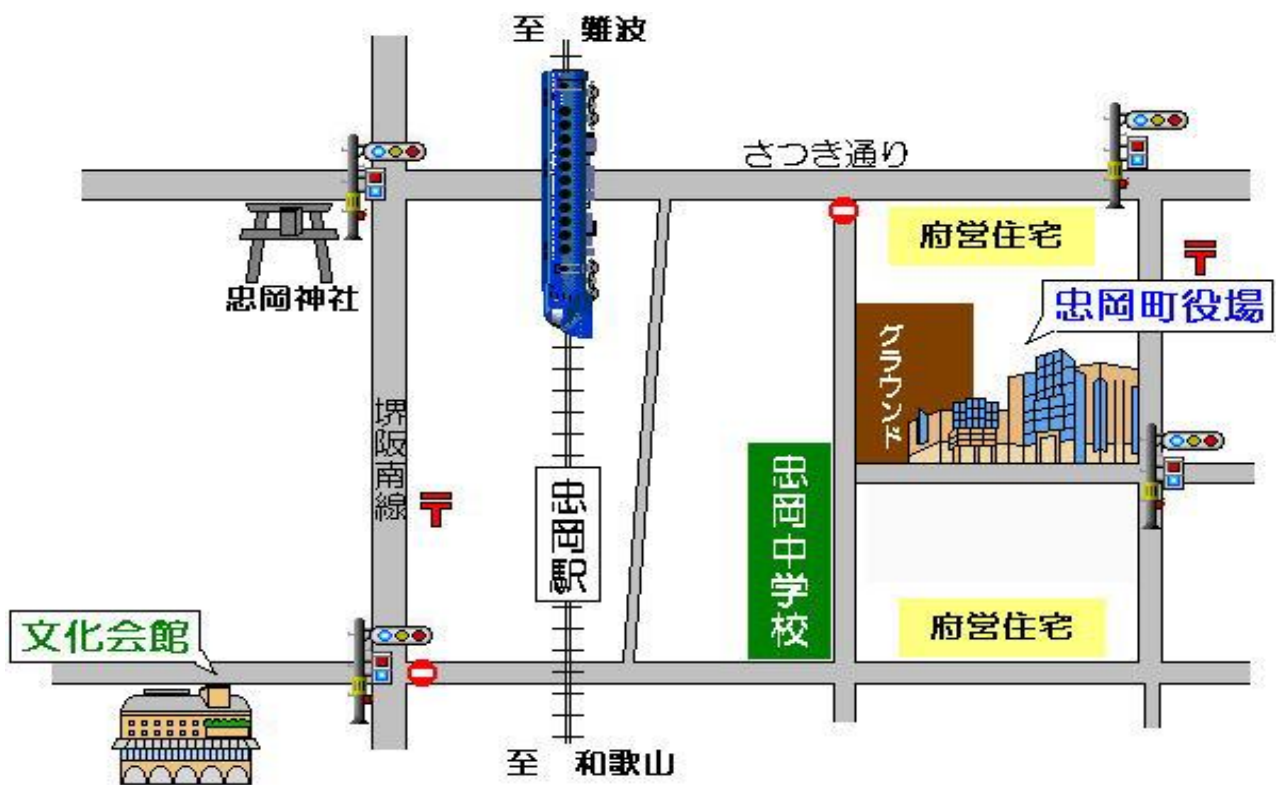 至 難波
さつき通り
府営住宅
忠岡神社
忠岡町役場
グラウンド
堺阪南線
忠岡駅
忠岡中学校
文化会館
府営住宅
至 和歌山